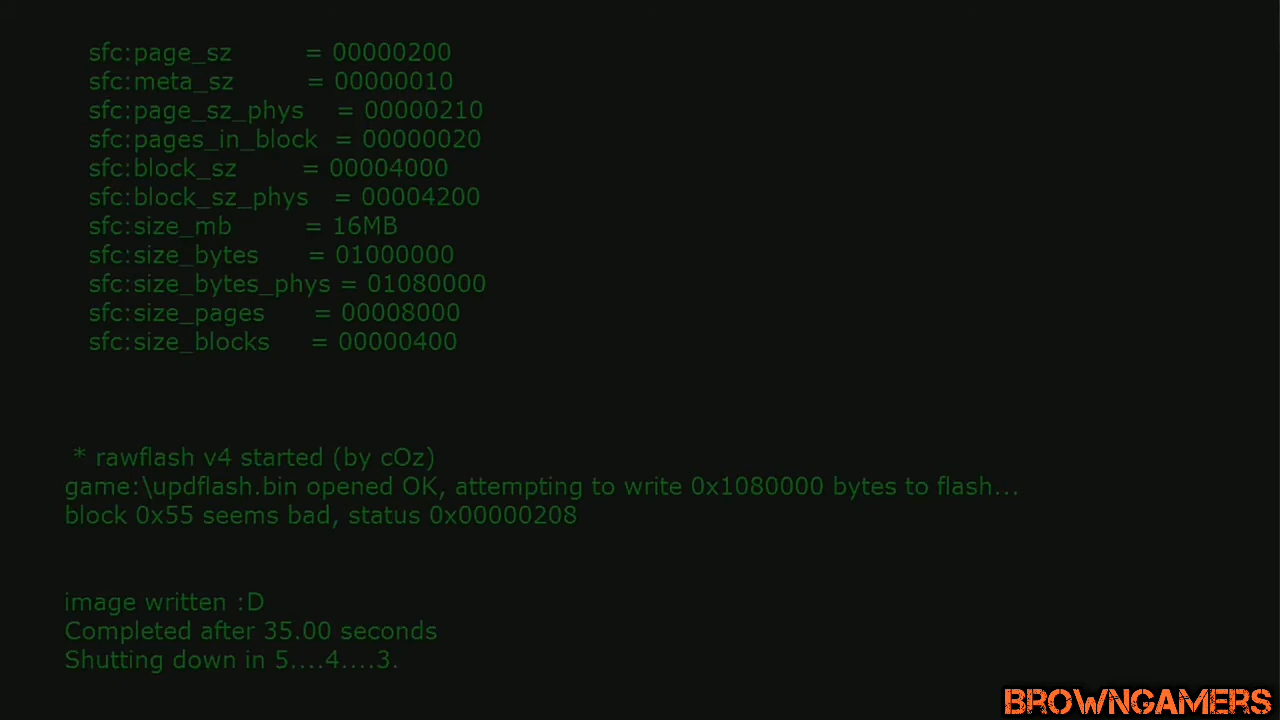 sfc:page_sz = 00000200
sfc:meta_sz = 00000010
sfc:page_sz_phys = 00000210
sfc:pages_in_block = 00000020
sfc:block_sz = 00004000
sfc:block_sz_phys = 00004200
sfc:size_mb = 16MB
sfc:size_bytes = 01000000
sfc:size_bytes_phys = 01080000
sfc:size_pages = 00008000
sfc:size_blocks = 00000400
* rawflash v4 started (by cOz)
game:\updflash.bin opened OK, attempting to write 0x1080000 bytes to flash...
block 0x55 seems bad, status 0x00000208
image written :D
Completed after 35.00 seconds
Shutting down in 5....4....3.
BROWNGAMERS